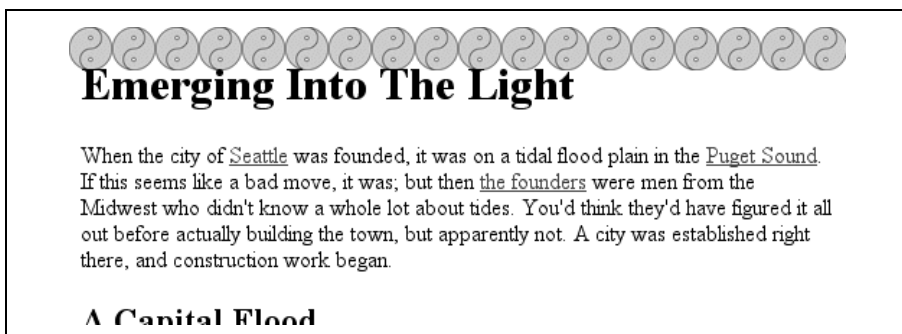 Emerging Into The Light
When the city of Seattle was founded, it was on a tidal flood plain in the Puget Sound.
If this seems like a bad move, it was; but then the founders were men from the
Midwest who didn't know a whole lot about tides. You'd think they'd have figured it all
out before actually building the town, but apparently not. A city was established right
there, and construction work began.
A Capital Flood